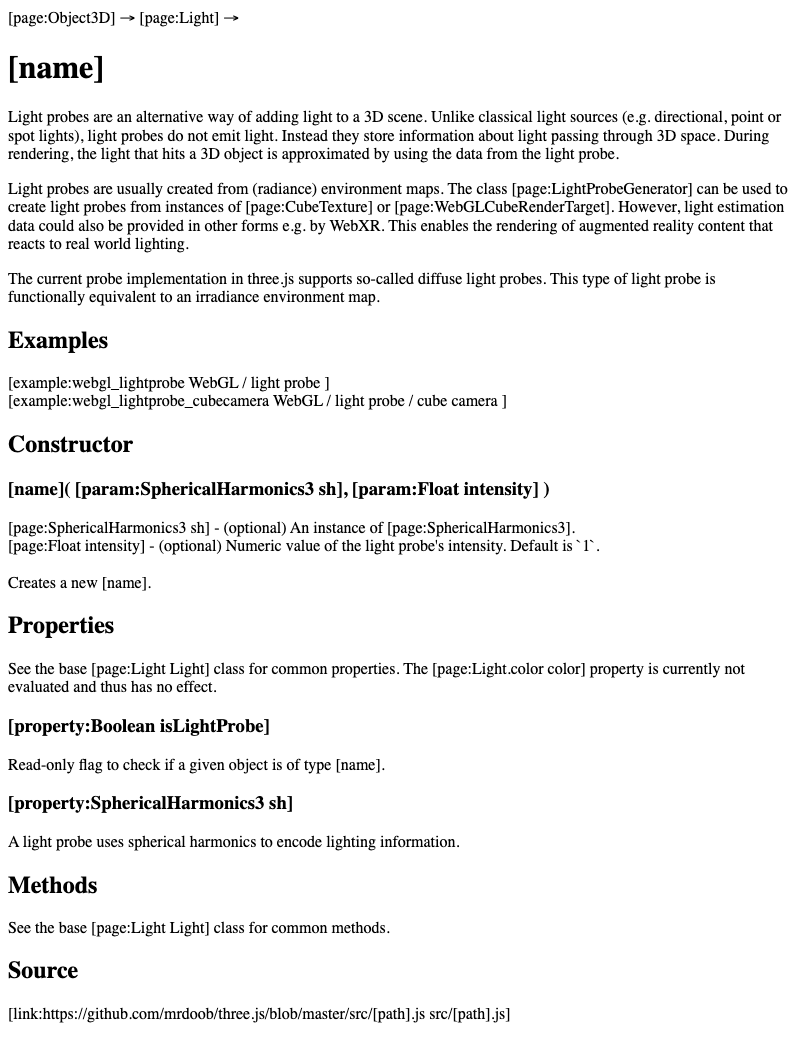 [page:Object3D] → [page:Light] →
[name]
Light probes are an alternative way of adding light to a 3D scene. Unlike classical light sources (e.g. directional, point or
spot lights), light probes do not emit light. Instead they store information about light passing through 3D space. During
rendering, the light that hits a 3D object is approximated by using the data from the light probe.
Light probes are usually created from (radiance) environment maps. The class [page:LightProbeGenerator] can be used to
create light probes from instances of [page:CubeTexture] or [page:WebGLCubeRenderTarget]. However, light estimation
data could also be provided in other forms e.g. by WebXR. This enables the rendering of augmented reality content that
reacts to real world lighting.
The current probe implementation in three.js supports so-called diffuse light probes. This type of light probe is
functionally equivalent to an irradiance environment map.
Examples
[example:webgl_lightprobe WebGL / light probe ]
[example:webgl_lightprobe_cubecamera WebGL / light probe / cube camera ]
Constructor
[name]( [param:SphericalHarmonics3 sh], [param:Float intensity] )
[page:SphericalHarmonics3 sh] - (optional) An instance of [page:SphericalHarmonics3].
[page:Float intensity] - (optional) Numeric value of the light probe's intensity. Default is `1`.
Creates a new [name].
Properties
See the base [page:Light Light] class for common properties. The [page:Light.color color] property is currently not
evaluated and thus has no effect.
[property:Boolean isLightProbe]
Read-only flag to check if a given object is of type [name].
[property:SphericalHarmonics3 sh]
A light probe uses spherical harmonics to encode lighting information.
Methods
See the base [page:Light Light] class for common methods.
Source
[link:https://github.com/mrdoob/three.js/blob/master/src/[path].js src/[path].js]